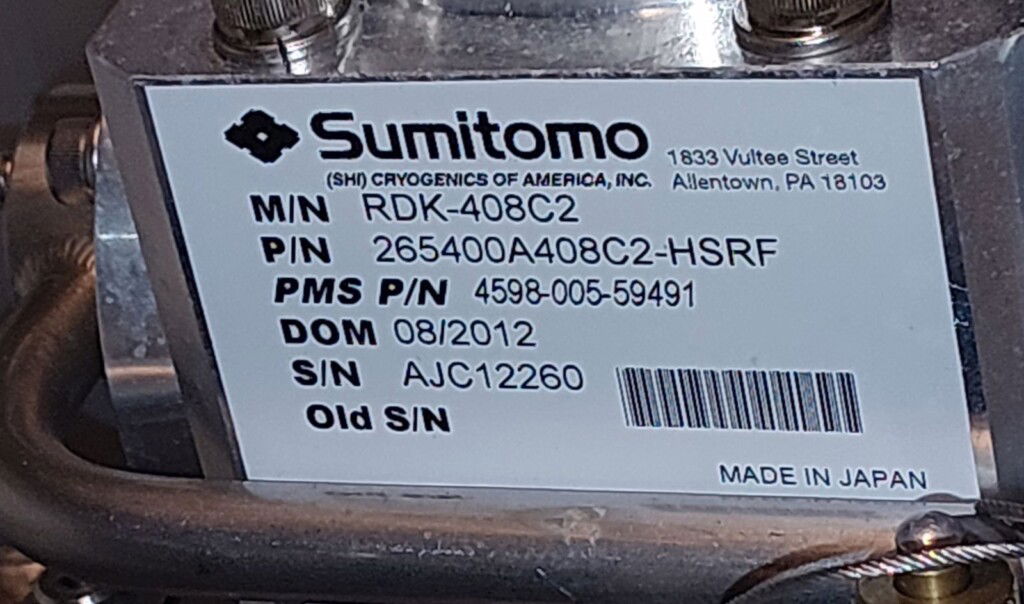 Sumitomo
(SHI) CRYOGENICS OF AMERICA, INC.
1833 Vultee Street
Allentown, PA 18103
M/N RDK-408C2
P/N 265400A408C2-HSRF
PMS P/N 4598-005-59491
DOM 08/2012
S/N AJC12260
Old S/N
MADE IN JAPAN